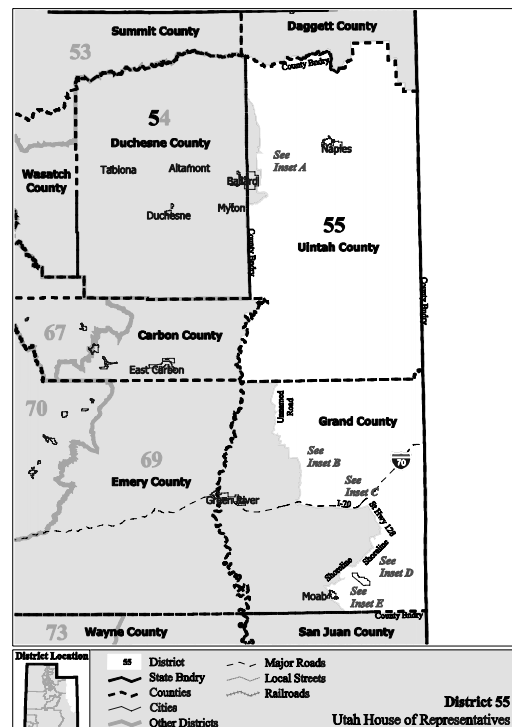 Summit County
Daggett County
53
County Bndry
54
Duchesne County
See
Inset A
Naples
Wasatch
County
Tabiona
Altamont
Ballard
Duchesne
Myton
55
Uintah County
County Bndry
County Bndry
67
Carbon County
East Carbon
70
Unnamed
Road
Grand County
69
Emery County
See
Inset B
70
See
Inset C
Green River
I-70
St Hwy 128
Shoreline
Shoreline
See
Inset D
Moab
See
Inset E
County Bndry
73
Wayne County
San Juan County
District Location
55 District
State Bndry
Counties
Cities
Other Districts
Major Roads
Local Streets
Railroads
District 55
Utah House of Representatives